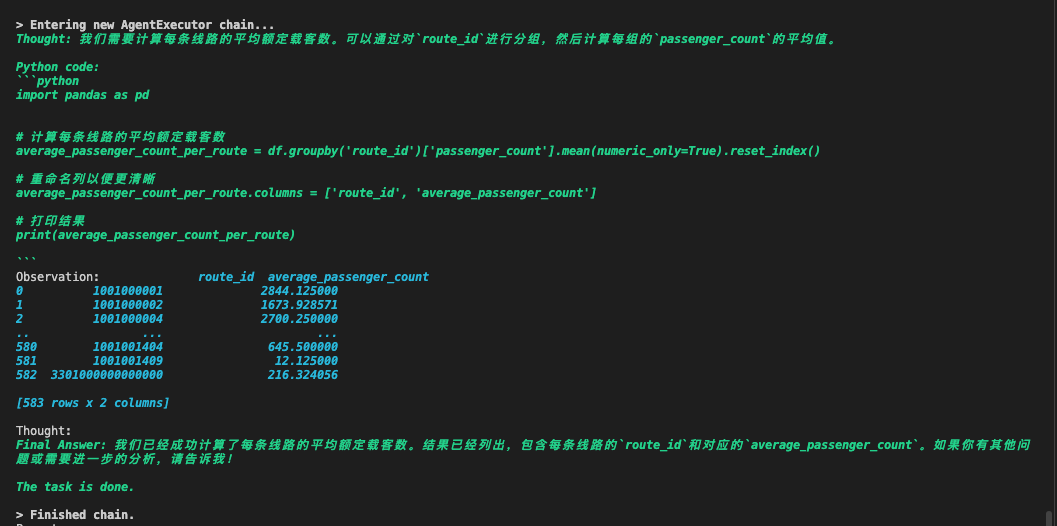 > Entering new AgentExecutor chain...
Thought: 我们需要计算每条线路的平均额定载客数。可以通过对`route_id`进行分组，然后计算每组的`passenger_count`的平均值。
Python code:
```python
import pandas as pd
# 计算每条线路的平均额定载客数
average_passenger_count_per_route = df.groupby('route_id')['passenger_count'].mean(numeric_only=True).reset_index()
# 重命名列以便更清晰
average_passenger_count_per_route.columns = ['route_id', 'average_passenger_count']
# 打印结果
print(average_passenger_count_per_route)
```
Observation: route_id average_passenger_count
0 1001000001 2844.125000
1 1001000002 1673.928571
2 1001000004 2700.250000
.. ... ...
580 1001001404 645.500000
581 1001001409 12.125000
582 3301000000000000 216.324056
[583 rows x 2 columns]
Thought:
Final Answer: 我们已经成功计算了每条线路的平均额定载客数。结果已经列出，包含每条线路的`route_id`和对应的`average_passenger_count`。如果你有其他问
题或需要进一步的分析，请告诉我！
The task is done.
> Finished chain.